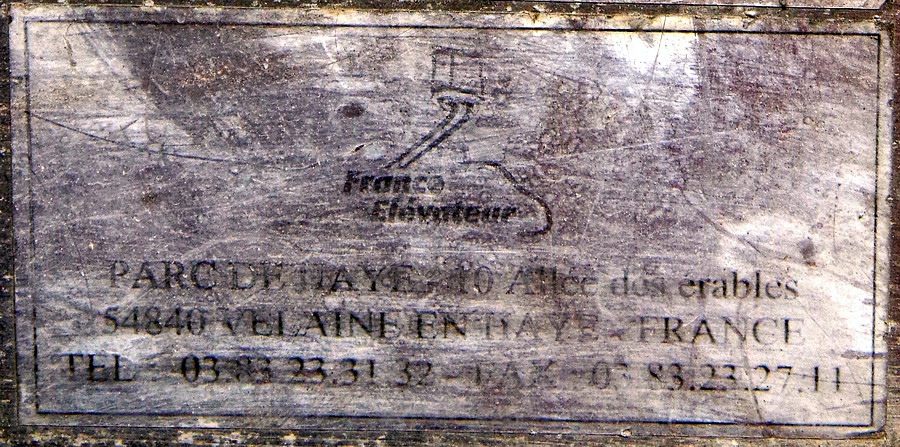 France
Elévateur
PARC DE HAYE 10 Allée des érables
54840 VELAINE EN HAYE - FRANCE
TEL 03.83.23.31.32 - FAX 03.83.23.27.11